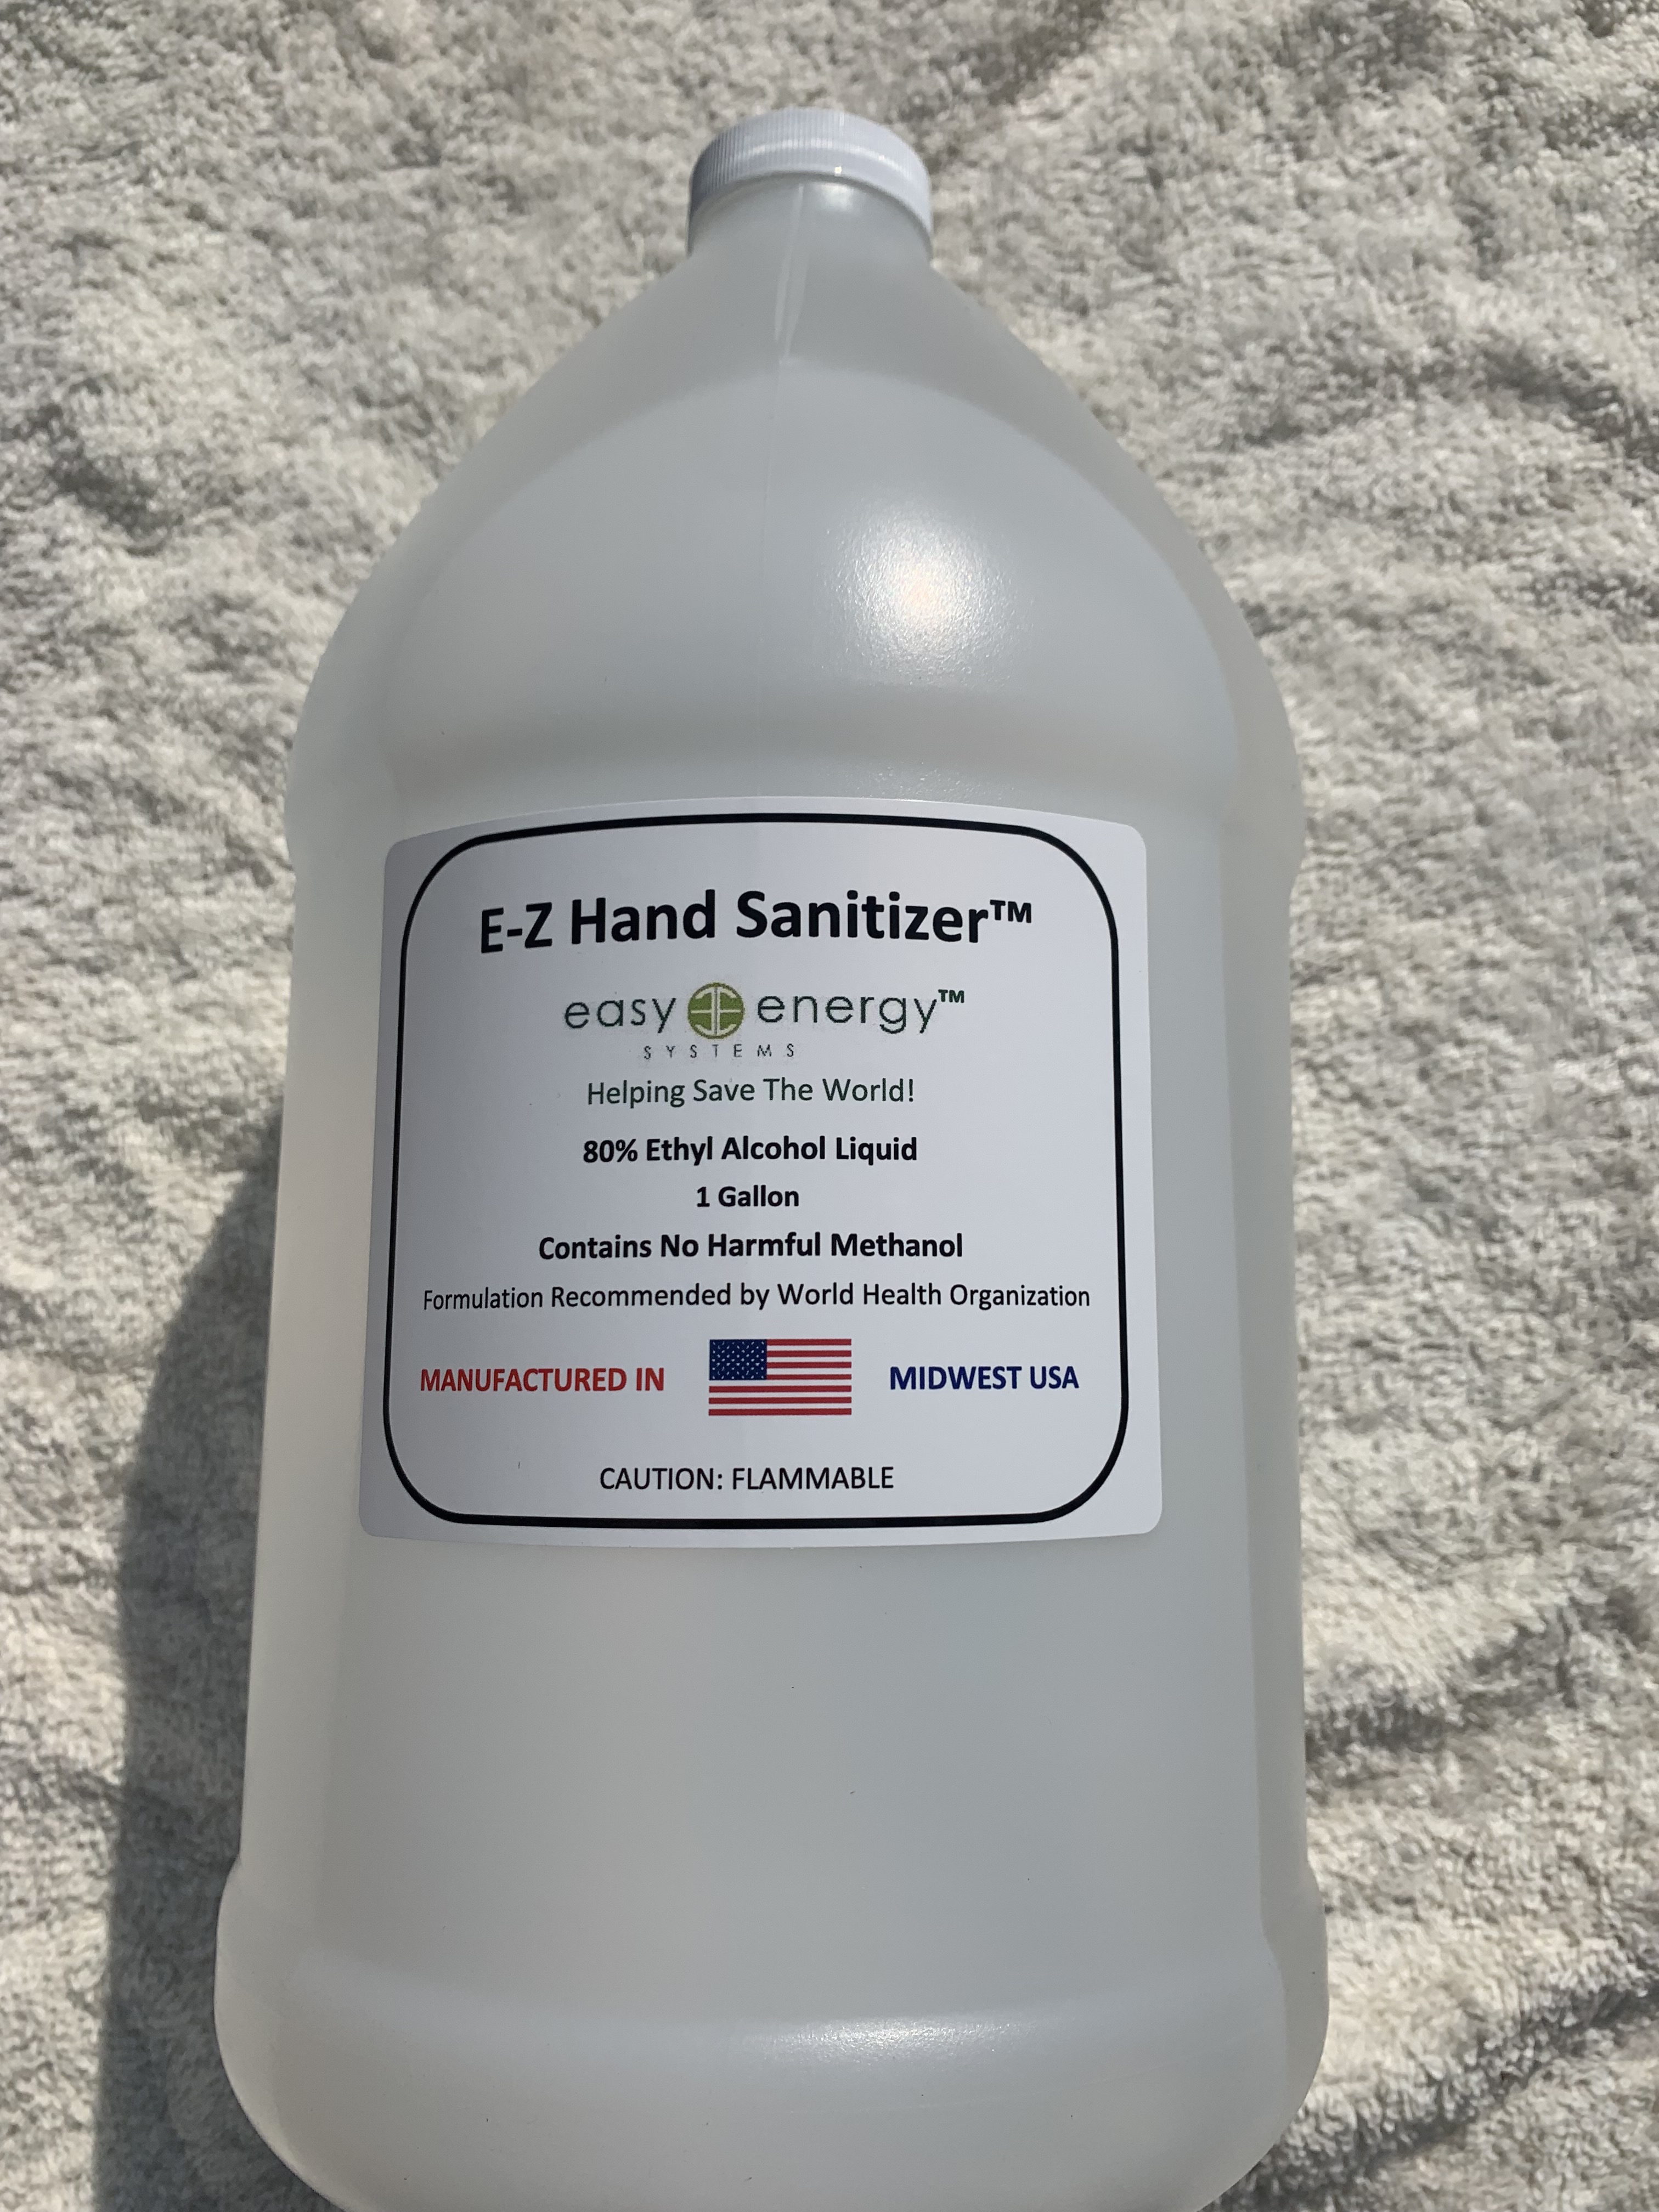 E-Z Hand Sanitizer™
easy energy™
SYSTEMS
Helping Save The World!
80% Ethyl Alcohol Liquid
1 Gallon
Contains No Harmful Methanol
Formulation Recommended by World Health Organization
MANUFACTURED IN MIDWEST USA
CAUTION: FLAMMABLE